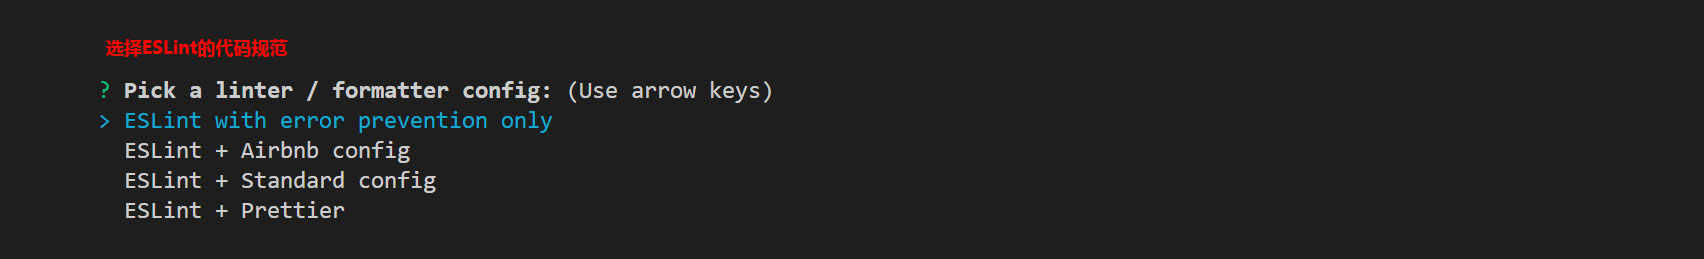 选择ESLint的代码规范
? Pick a linter / formatter config: (Use arrow keys)
> ESLint with error prevention only
ESLint + Airbnb config
ESLint + Standard config
ESLint + Prettier